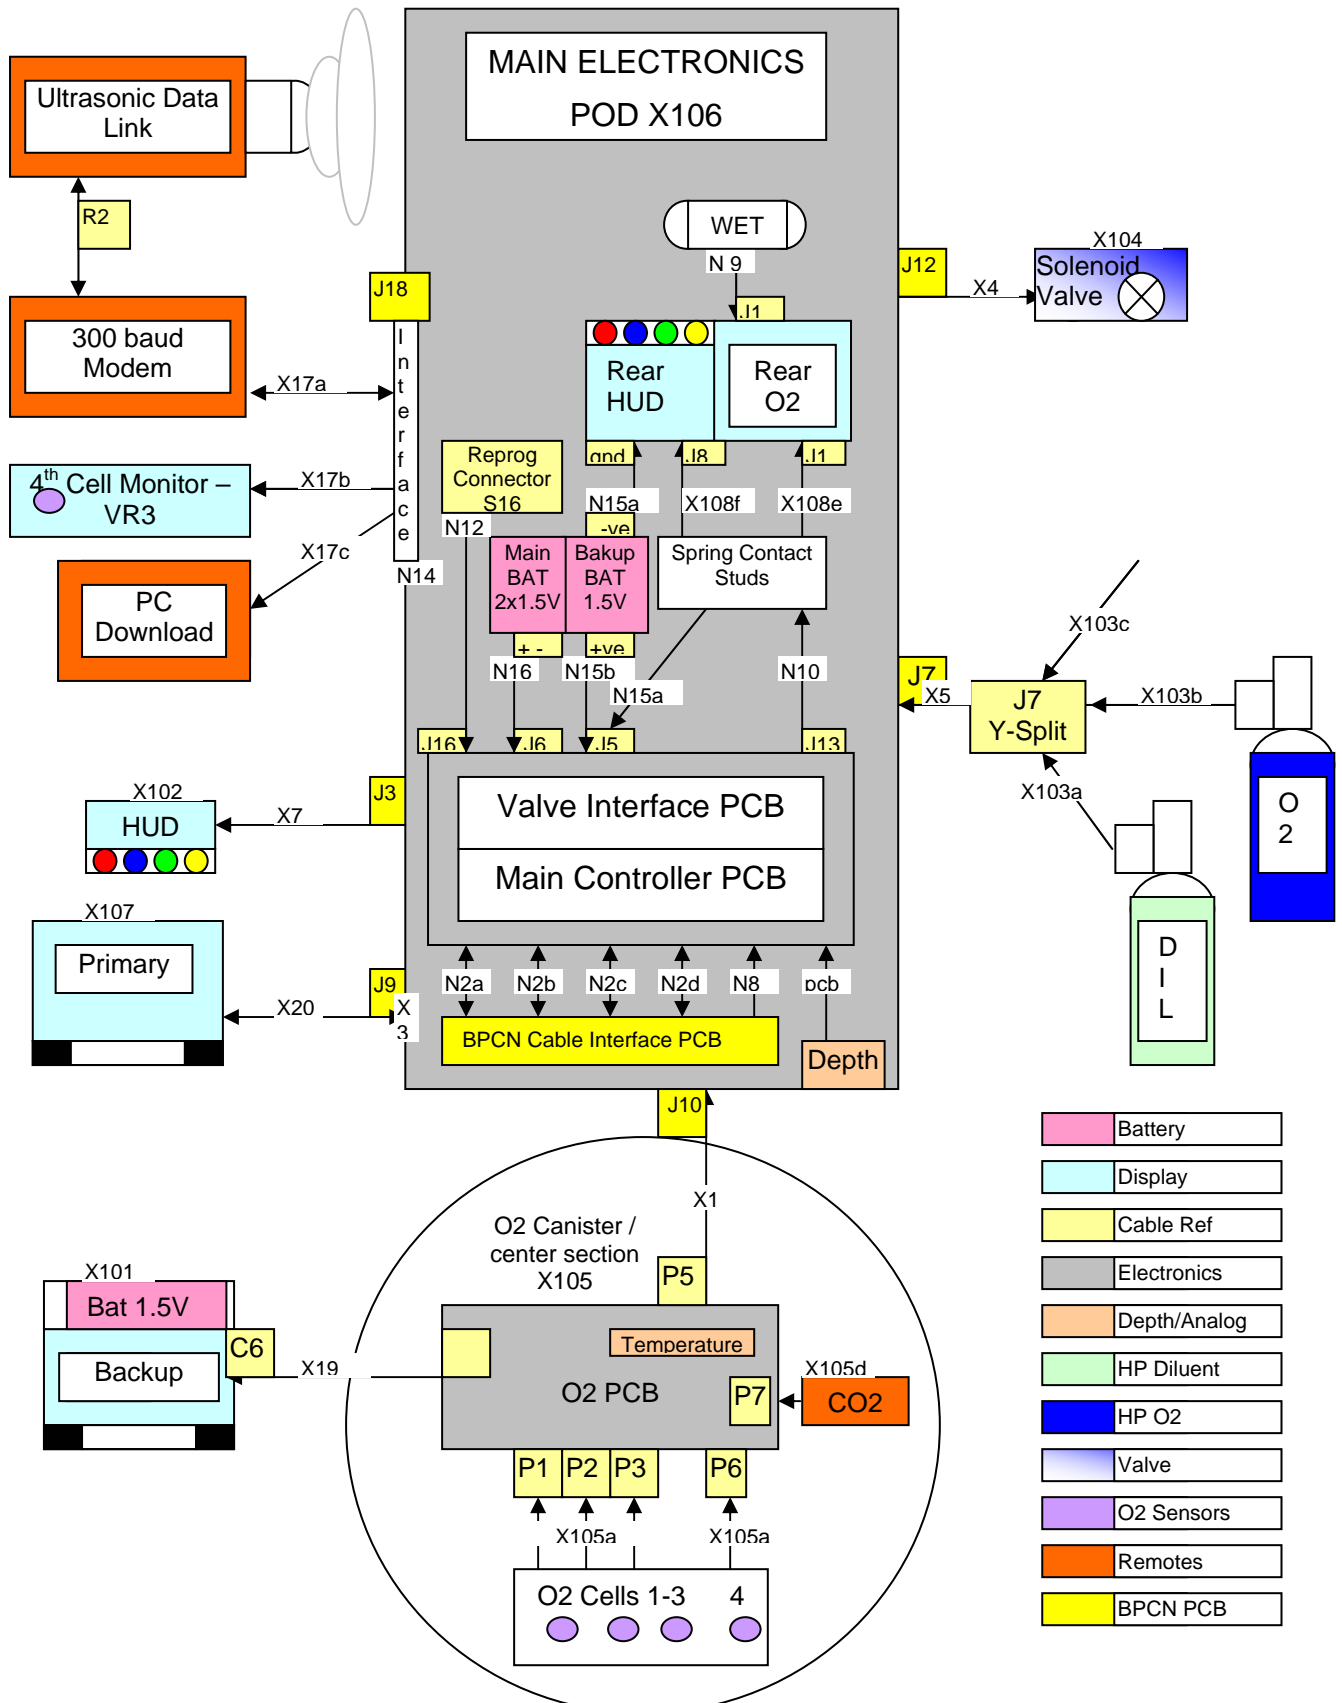 MAIN ELECTRONICS
POD X106
Ultrasonic Data
Link
R2
300 baud
Modem
X17a
4th Cell Monitor –
VR3
X17b
X17c
PC
Download
J18
Interface
N14
WET
N 9
J1
Rear
HUD
Rear
O2
gnd
J8
J1
Reprog
Connector
S16
N12
N15a
X108f
X108e
-ve
Main
BAT
2x1.5V
Bakup
BAT
1.5V
Spring Contact
Studs
+ -
+ve
N16
N15b
N15a
N10
J16
J6
J5
J13
Valve Interface PCB
Main Controller PCB
N2a
N2b
N2c
N2d
N8
pcb
BPCN Cable Interface PCB
Depth
J12
X4
X104
Solenoid
Valve
X103c
J7
X5
J7
Y-Split
X103b
X103a
O
2
D
I
L
X102
HUD
X7
J3
X107
Primary
X20
J9
X
3
J10
X1
O2 Canister /
center section
X105
P5
X101
Bat 1.5V
Backup
C6
X19
Temperature
O2 PCB
P7
X105d
CO2
P1
P2
P3
P6
X105a
X105a
O2 Cells 1-3
4
Battery
Display
Cable Ref
Electronics
Depth/Analog
HP Diluent
HP O2
Valve
O2 Sensors
Remotes
BPCN PCB